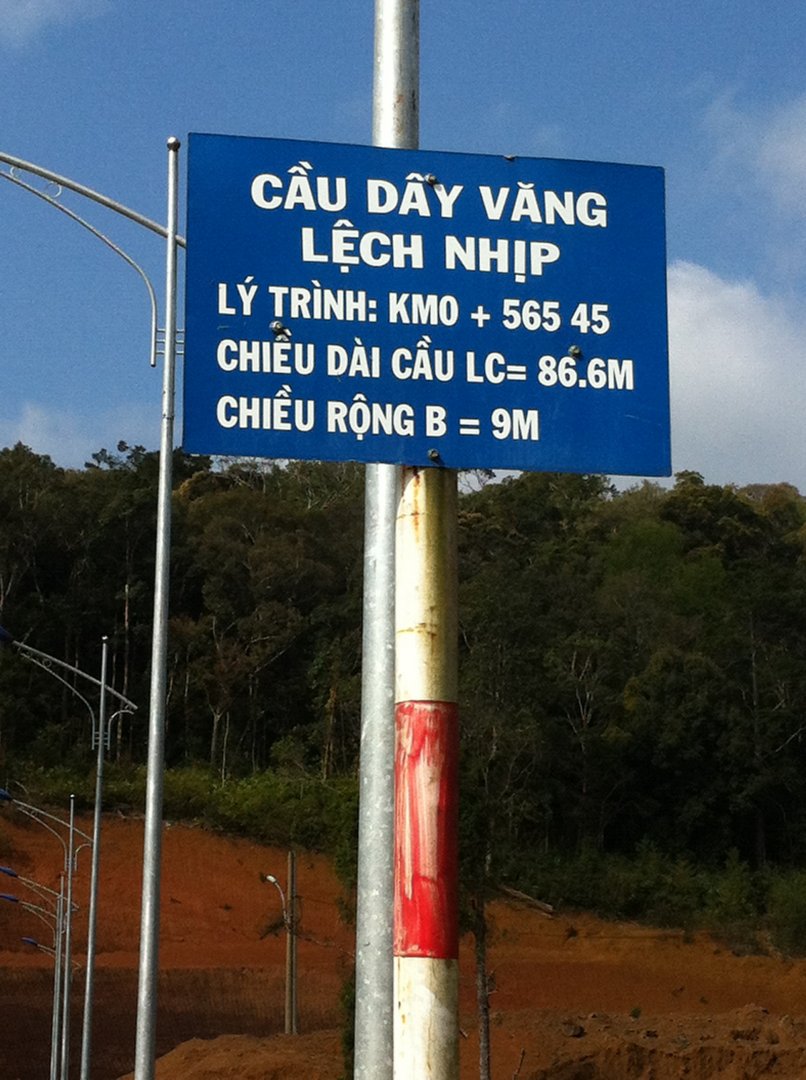 CẦU DÂY VĂNG
LỆCH NHỊP
LÝ TRÌNH: KM0 + 565 45
CHIỀU DÀI CẦU LC= 86.6M
CHIỀU RỘNG B = 9M